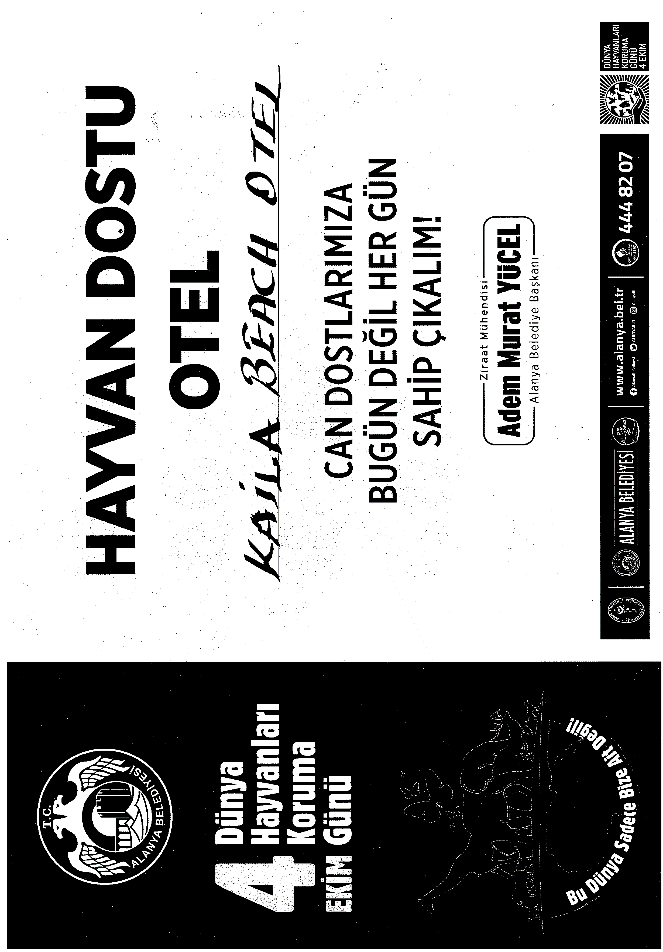 T.C.
ALANYA BELEDİYESİ
4 EKİM
Dünya
Hayvanları
Koruma
Günü
Bu Dünya Sadece Bize Ait Değil!
HAYVAN DOSTU
OTEL
KAİLA BEACH OTEL
CAN DOSTLARIMIZA
BUGÜN DEĞİL HER GÜN
SAHİP ÇIKALIM!
Ziraat Mühendisi
Adem Murat YÜCEL
Alanya Belediye Başkanı
ALANYA BELEDİYESİ
www.alanya.bel.tr
444 82 07
DÜNYA
HAYVANLARI
KORUMA
GÜNÜ
4 EKİM